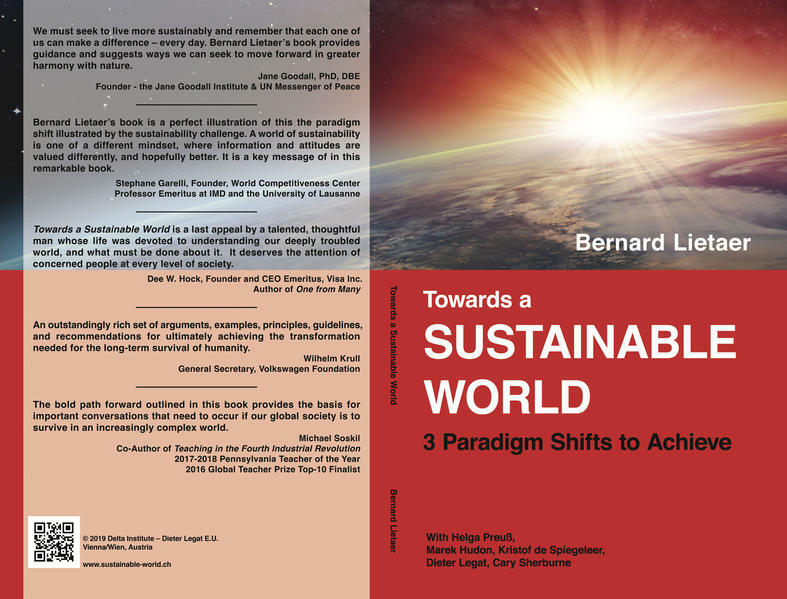 We must seek to live more sustainably and remember that each one of
us can make a difference – every day. Bernard Lietaer's book provides
guidance and suggests ways we can seek to move forward in greater
harmony with nature.
Jane Goodall, PhD, DBE
Founder - the Jane Goodall Institute & UN Messenger of Peace
Bernard Lietaer's book is a perfect illustration of this the paradigm
shift illustrated by the sustainability challenge. A world of sustainability
is one of a different mindset, where information and attitudes are
valued differently, and hopefully better. It is a key message of in this
remarkable book.
Stephane Garelli, Founder, World Competitiveness Center
Professor Emeritus at IMD and the University of Lausanne
Towards a Sustainable World is a last appeal by a talented, thoughtful
man whose life was devoted to understanding our deeply troubled
world, and what must be done about it. It deserves the attention of
concerned people at every level of society.
Dee W. Hock, Founder and CEO Emeritus, Visa Inc.
Author of One from Many
An outstandingly rich set of arguments, examples, principles, guidelines,
and recommendations for ultimately achieving the transformation
needed for the long-term survival of humanity.
Wilhelm Krull
General Secretary, Volkswagen Foundation
The bold path forward outlined in this book provides the basis for
important conversations that need to occur if our global society is to
survive in an increasingly complex world.
Michael Soskil
Co-Author of Teaching in the Fourth Industrial Revolution
2017-2018 Pennsylvania Teacher of the Year
2016 Global Teacher Prize Top-10 Finalist
© 2019 Delta Institute – Dieter Legat E.U.
Vienna/Wien, Austria
www.sustainable-world.ch
Towards a Sustainable World
Bernard Lietaer
Bernard Lietaer
Towards a
SUSTAINABLE
WORLD
3 Paradigm Shifts to Achieve
With Helga Preuß,
Marek Hudon, Kristof de Spiegeleer,
Dieter Legat, Cary Sherburne